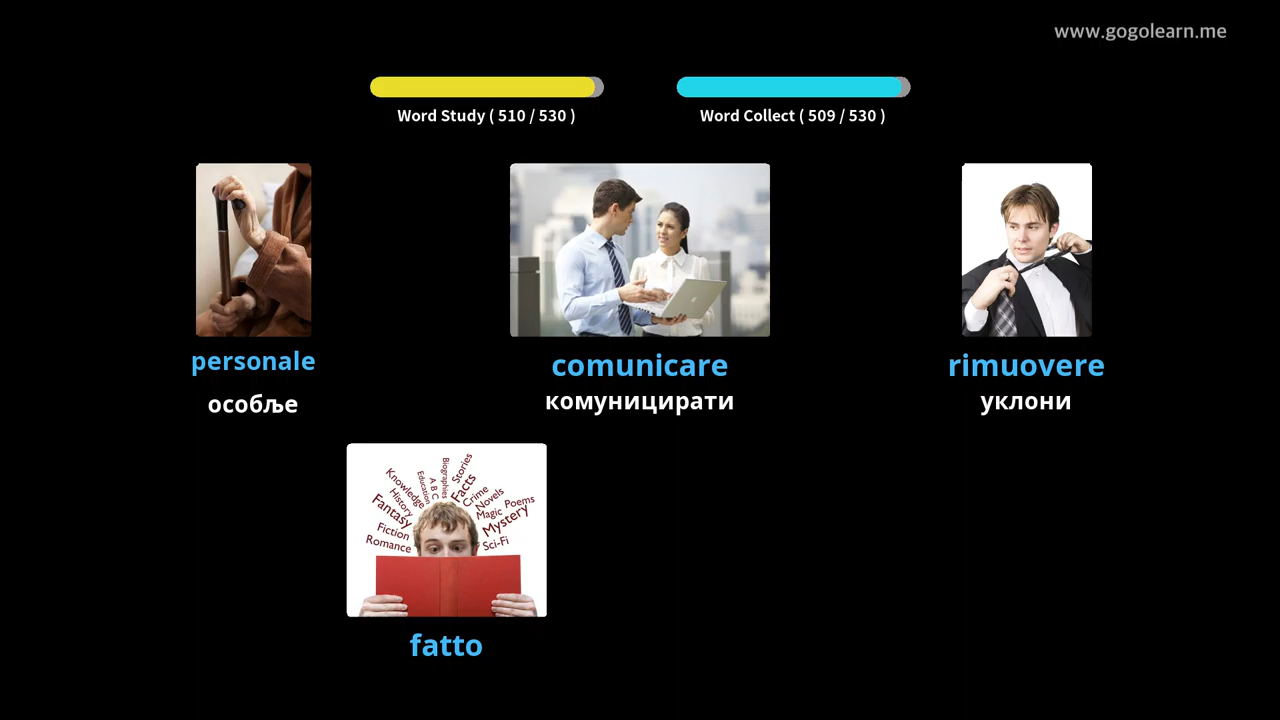 www.gogolearn.me
Word Study ( 510 / 530 )
Word Collect ( 509 / 530 )
personale
особље
comunicare
комуницирати
rimuovere
уклони
Knowledge
History
Fantasy
Fiction
Romance
Education
A B C
Biographies
Stories
Facts
Crime
Novels
Magic
Poems
Mystery
Sci-Fi
fatto